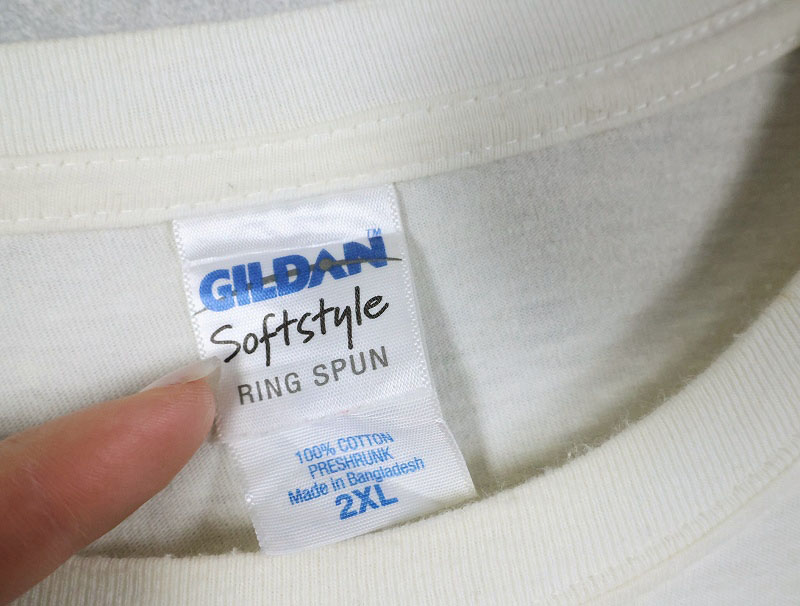 GILDAN™
Softstyle
RING SPUN
100% COTTON
PRESHRUNK
Made in Bangladesh
2XL